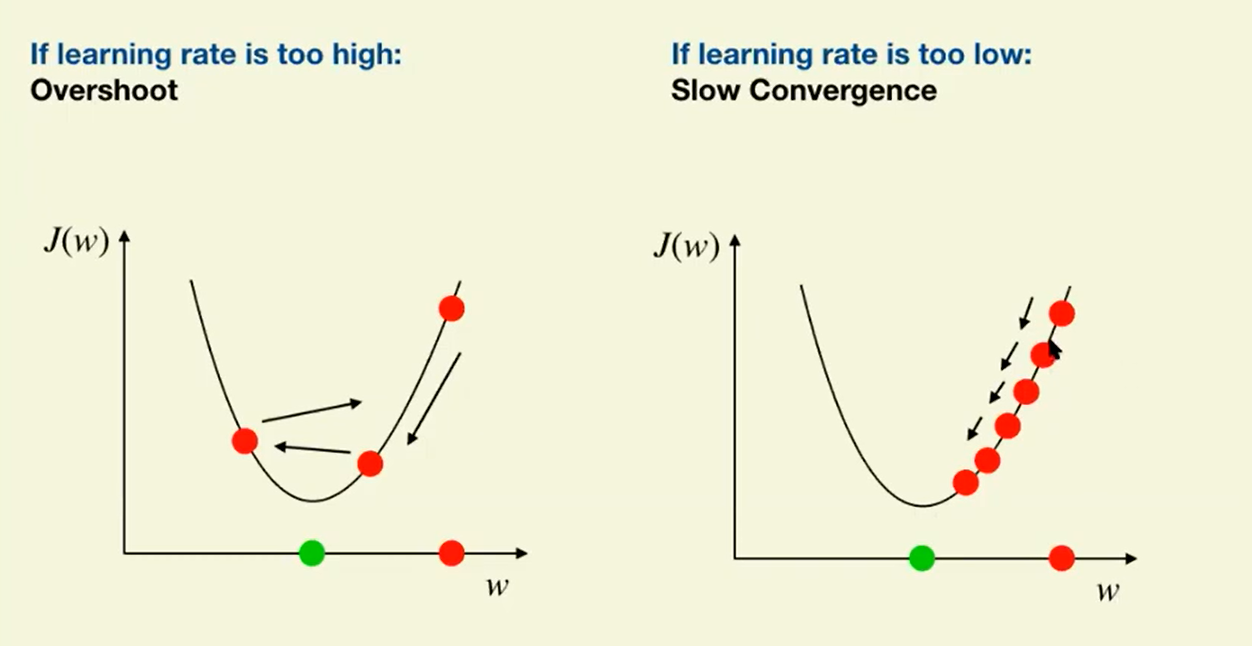 If learning rate is too high:
Overshoot
J(w)
w
If learning rate is too low:
Slow Convergence
J(w)
w